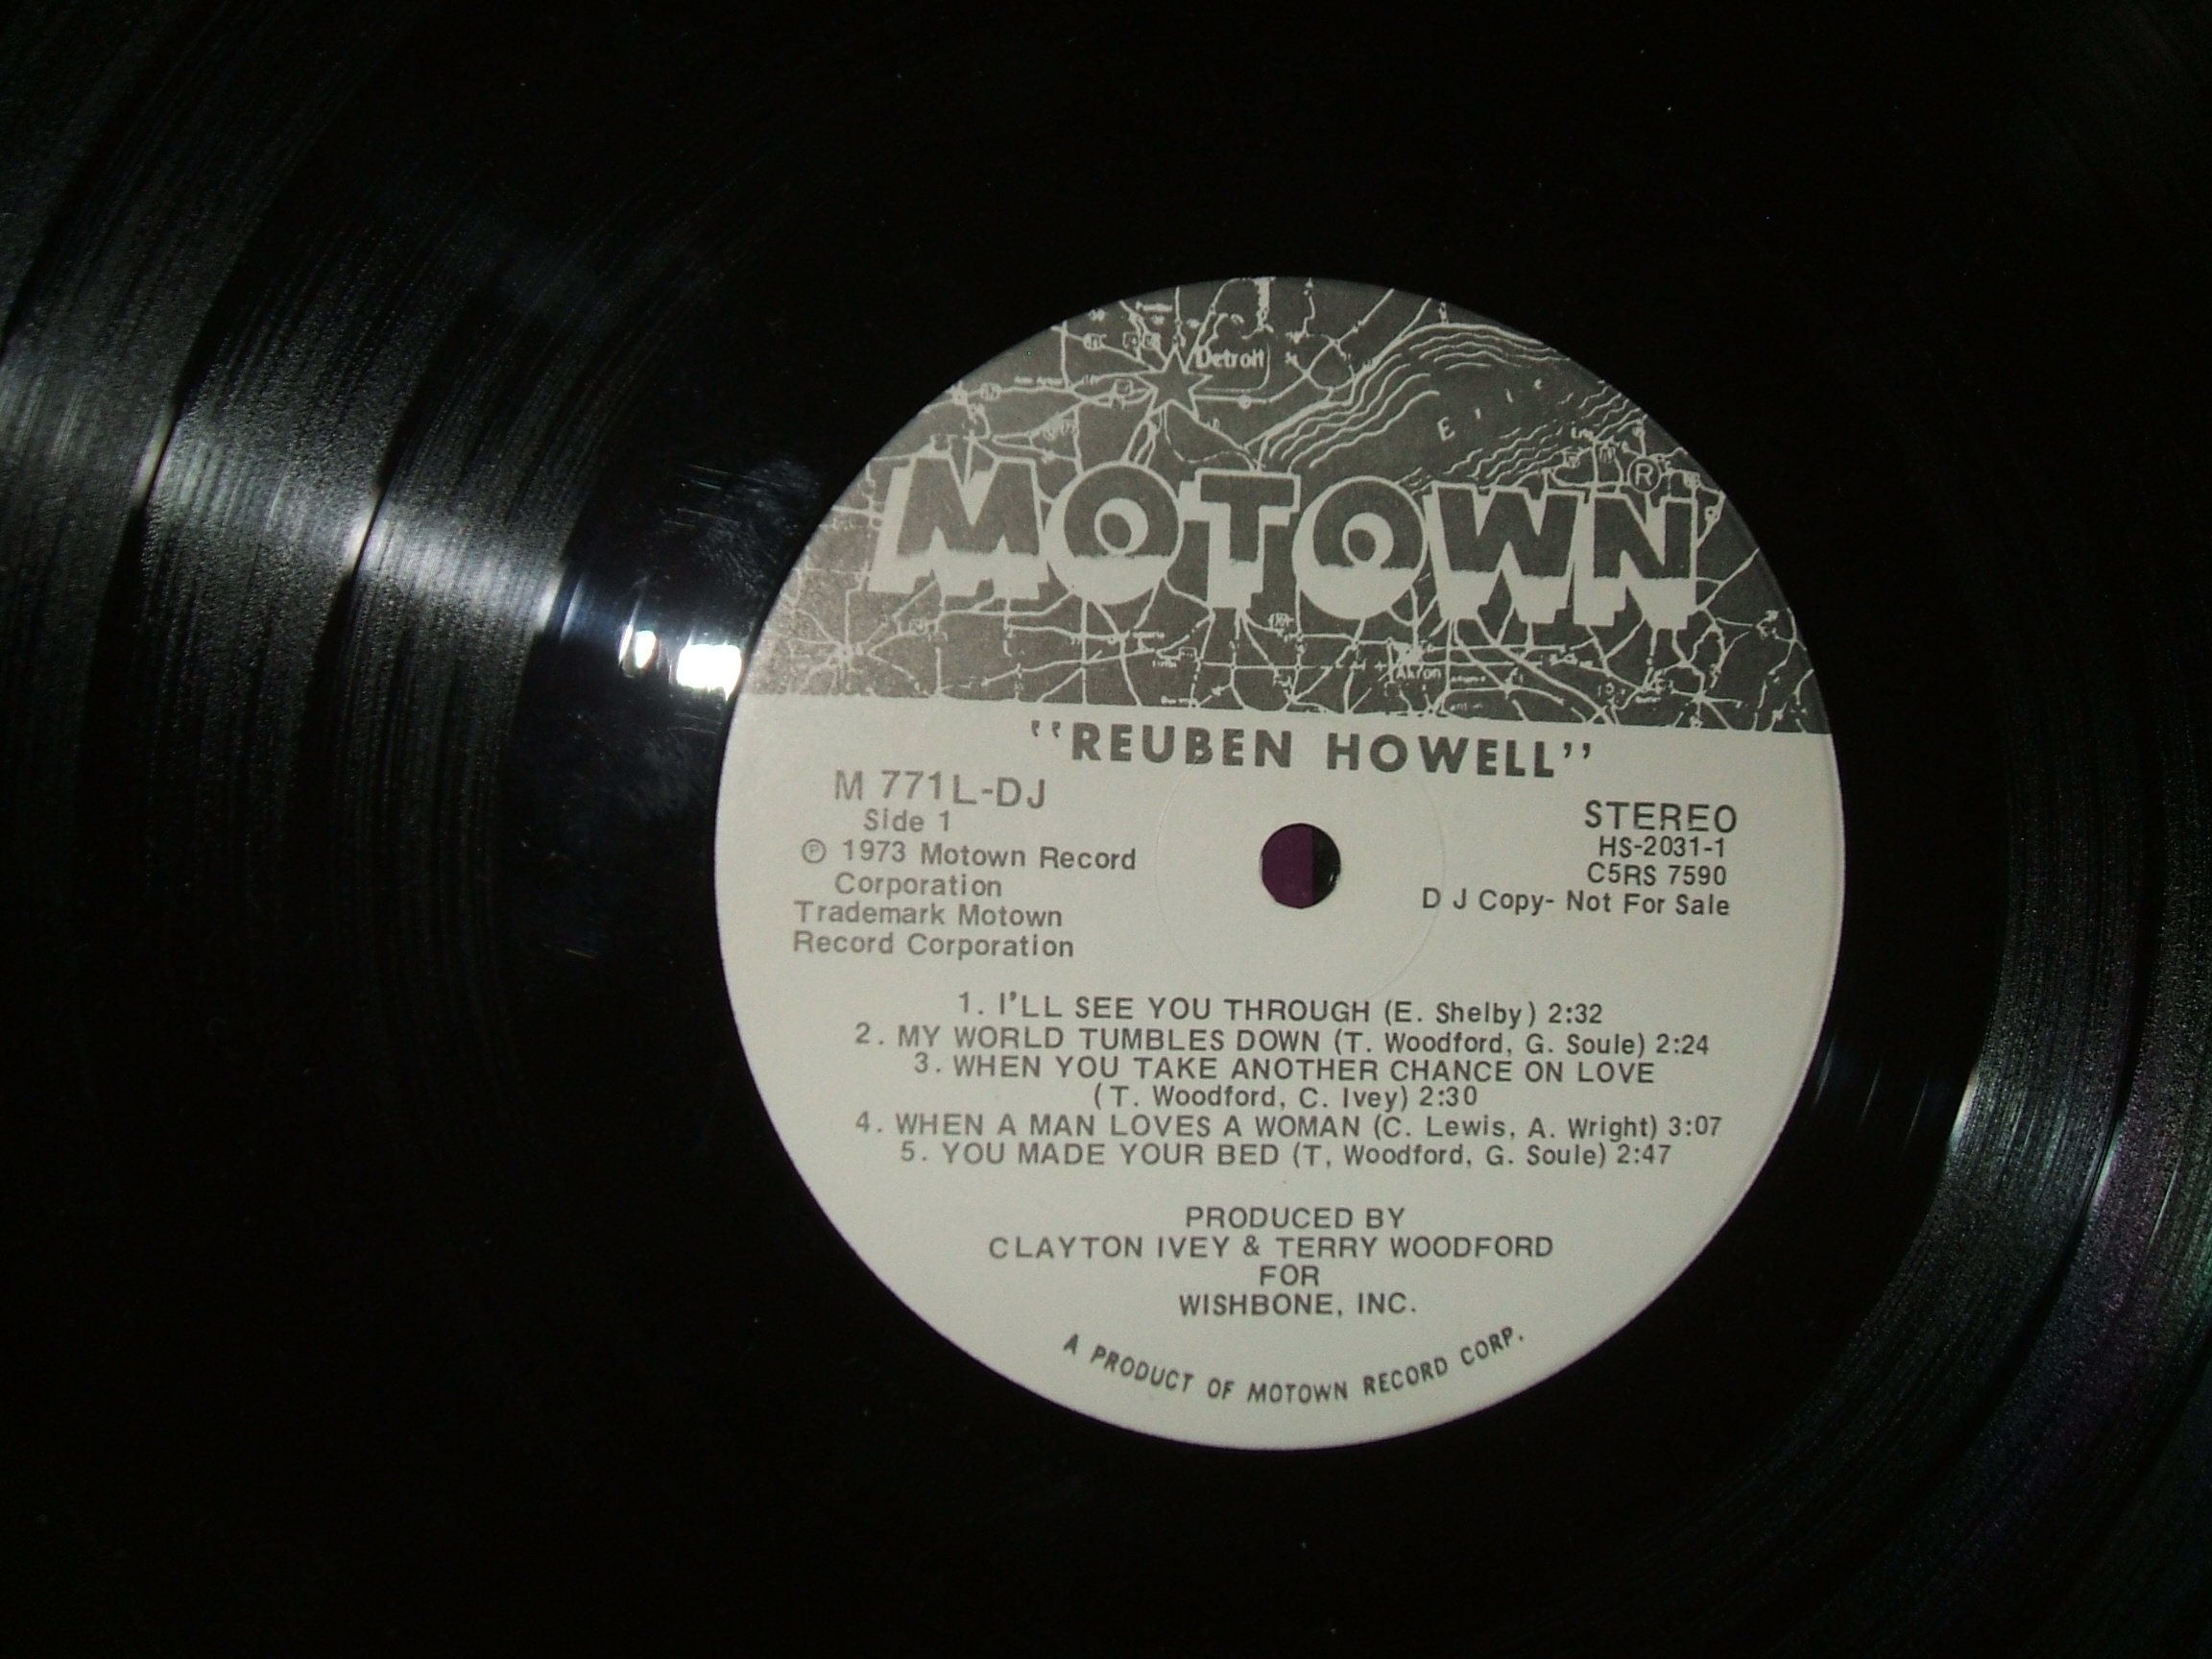 Detroit
Erie
MOTOWN ®
Akron
"REUBEN HOWELL"
M 771L-DJ
Side 1
℗ 1973 Motown Record
Corporation
Trademark Motown
Record Corporation
STEREO
HS-2031-1
C5RS 7590
D J Copy- Not For Sale
1. I'LL SEE YOU THROUGH (E. Shelby) 2:32
2. MY WORLD TUMBLES DOWN (T. Woodford, G. Soule) 2:24
3. WHEN YOU TAKE ANOTHER CHANCE ON LOVE
(T. Woodford, C. Ivey) 2:30
4. WHEN A MAN LOVES A WOMAN (C. Lewis, A. Wright) 3:07
5. YOU MADE YOUR BED (T, Woodford, G. Soule) 2:47
PRODUCED BY
CLAYTON IVEY & TERRY WOODFORD
FOR
WISHBONE, INC.
A PRODUCT OF MOTOWN RECORD CORP.